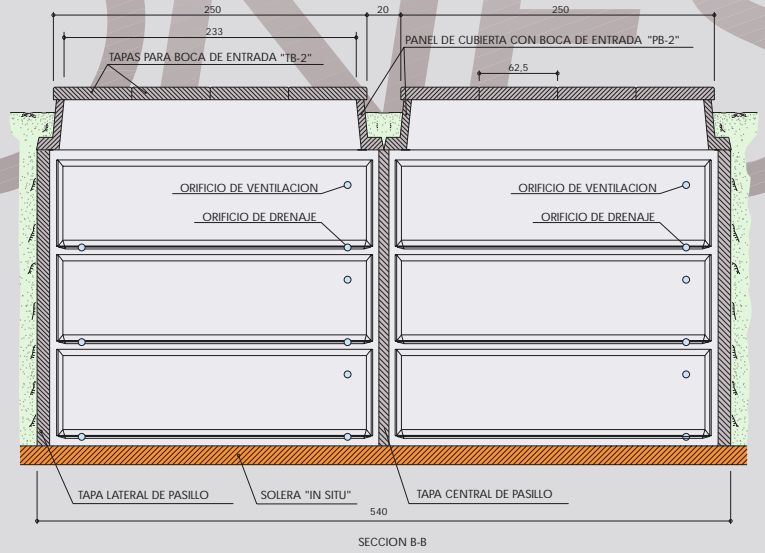 250
20
250
233
PANEL DE CUBIERTA CON BOCA DE ENTRADA "PB-2"
TAPAS PARA BOCA DE ENTRADA "TB-2"
62,5
ORIFICIO DE VENTILACION
ORIFICIO DE VENTILACION
ORIFICIO DE DRENAJE
ORIFICIO DE DRENAJE
TAPA LATERAL DE PASILLO
SOLERA "IN SITU"
TAPA CENTRAL DE PASILLO
540
SECCION B-B